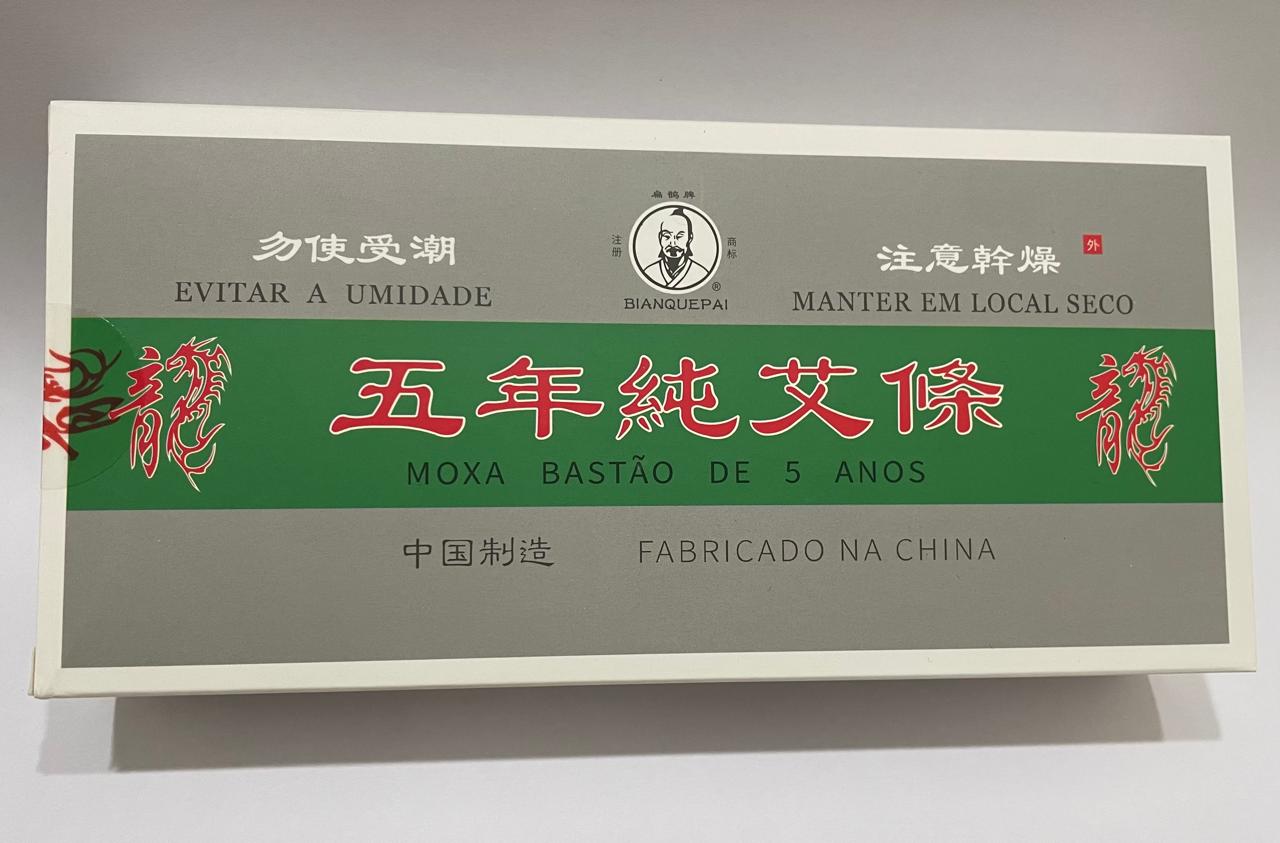 扁鹊牌
注册
商标
BIANQUEPAI
®
勿使受潮
EVITAR A UMIDADE
注意幹燥
外
MANTER EM LOCAL SECO
龍
五年純艾條
龍
MOXA BASTÃO DE 5 ANOS
中国制造 FABRICADO NA CHINA